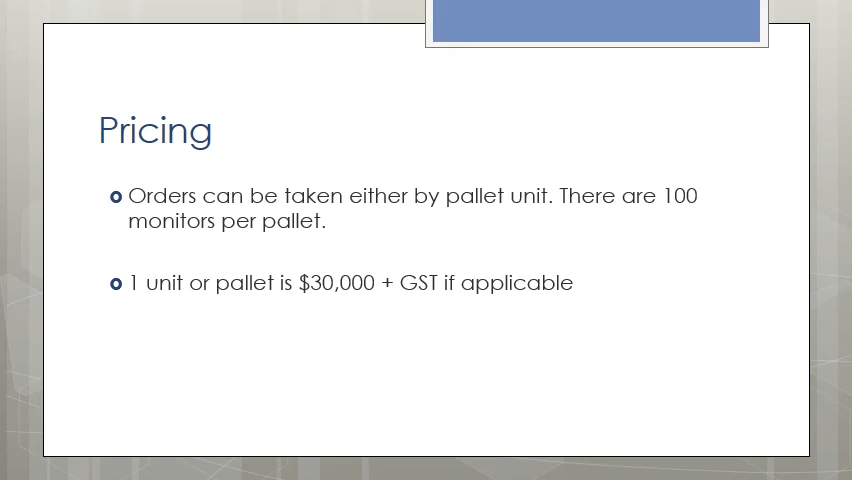 Pricing
Orders can be taken either by pallet unit. There are 100
monitors per pallet.
1 unit or pallet is $30,000 + GST if applicable